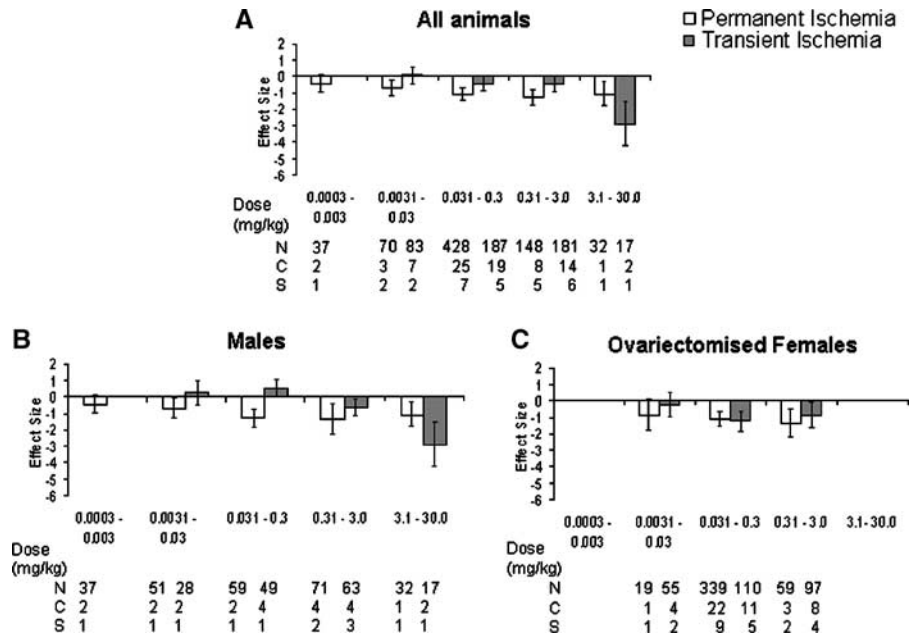 A All animals
Permanent Ischemia
Transient Ischemia
2
1
0
-1
-2
-3
-4
-5
-6
Effect Size
Dose (mg/kg)
0.0003 - 0.003
0.0031 - 0.03
0.031 - 0.3
0.31 - 3.0
3.1 - 30.0
N 37 70 83 428 187 148 181 32 17
C 2 3 7 25 19 8 14 1 2
S 1 2 2 7 5 5 6 1 1
B Males
2
1
0
-1
-2
-3
-4
-5
-6
Effect Size
0.0003 - 0.003
0.0031 - 0.03
0.031 - 0.3
0.31 - 3.0
3.1 - 30.0
Dose (mg/kg)
N 37 51 28 59 49 71 63 32 17
C 2 2 2 2 4 4 4 1 2
S 1 1 1 1 1 2 3 1 1
C Ovariectomised Females
2
1
0
-1
-2
-3
-4
-5
-6
Effect Size
0.0003 - 0.003
0.0031 - 0.03
0.031 - 0.3
0.31 - 3.0
3.1-30.0
Dose (mg/kg)
N 19 55 339 110 59 97
C 1 4 22 11 3 8
S 1 2 9 5 2 4